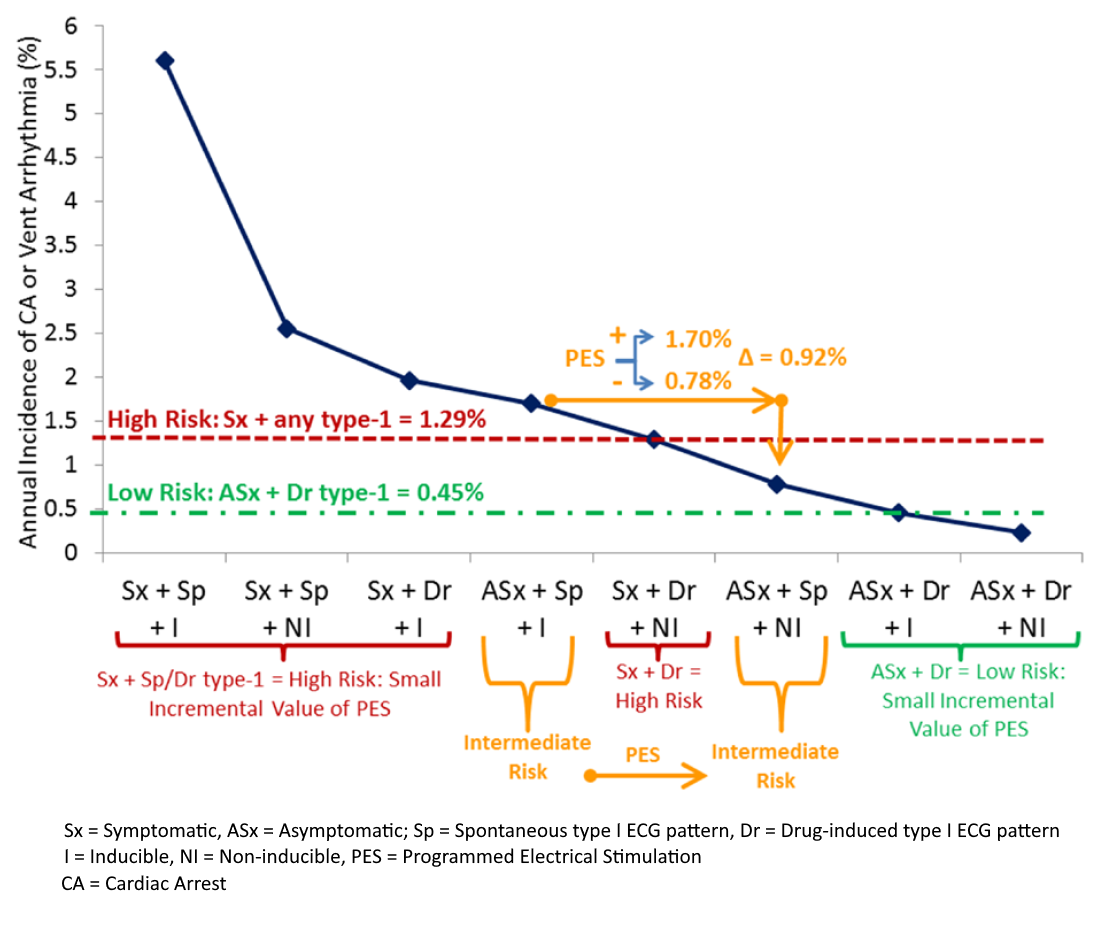 Annual Incidence of CA or Vent Arrhythmia (%)
6
5.5
5
4.5
4
3.5
3
2.5
2
1.5
1
0.5
0
PES
+
-
1.70%
0.78%
Δ = 0.92%
High Risk: Sx + any type-1 = 1.29%
Low Risk: ASx + Dr type-1 = 0.45%
Sx + Sp
+ I
Sx + Sp
+ NI
Sx + Dr
+ I
ASx + Sp
+ I
Sx + Dr
+ NI
ASx + Sp
+ NI
ASx + Dr
+ I
ASx + Dr
+ NI
Sx + Sp/Dr type-1 = High Risk: Small
Incremental Value of PES
Intermediate
Risk
Sx + Dr =
High Risk
PES
Intermediate
Risk
ASx + Dr = Low Risk:
Small Incremental
Value of PES
Sx = Symptomatic, ASx = Asymptomatic; Sp = Spontaneous type I ECG pattern, Dr = Drug-induced type I ECG pattern
I = Inducible, NI = Non-inducible, PES = Programmed Electrical Stimulation
CA = Cardiac Arrest